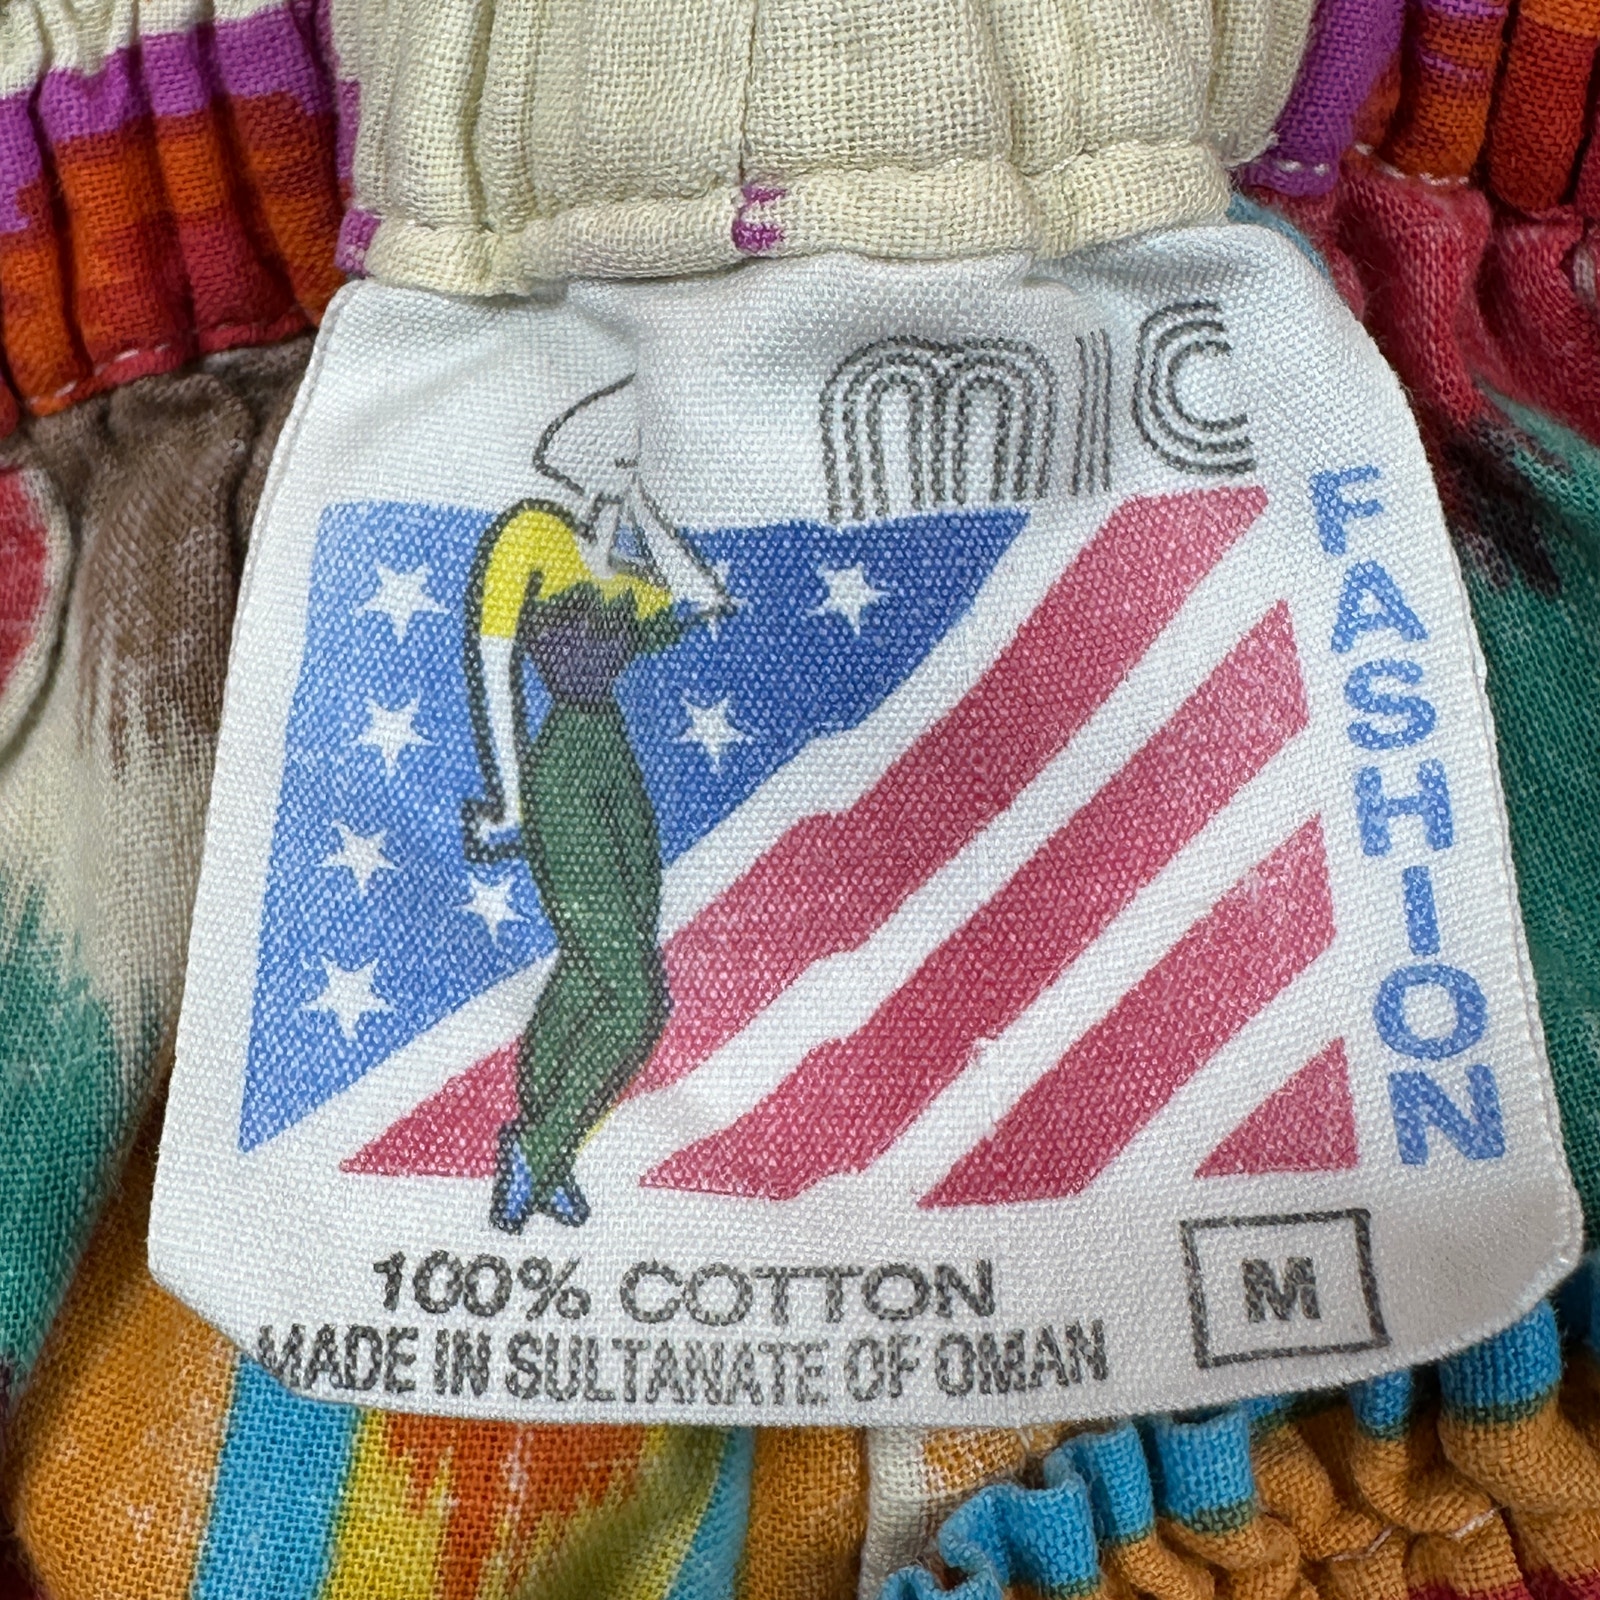 mic
FASHION
100% COTTON
MADE IN SULTANATE OF OMAN
M